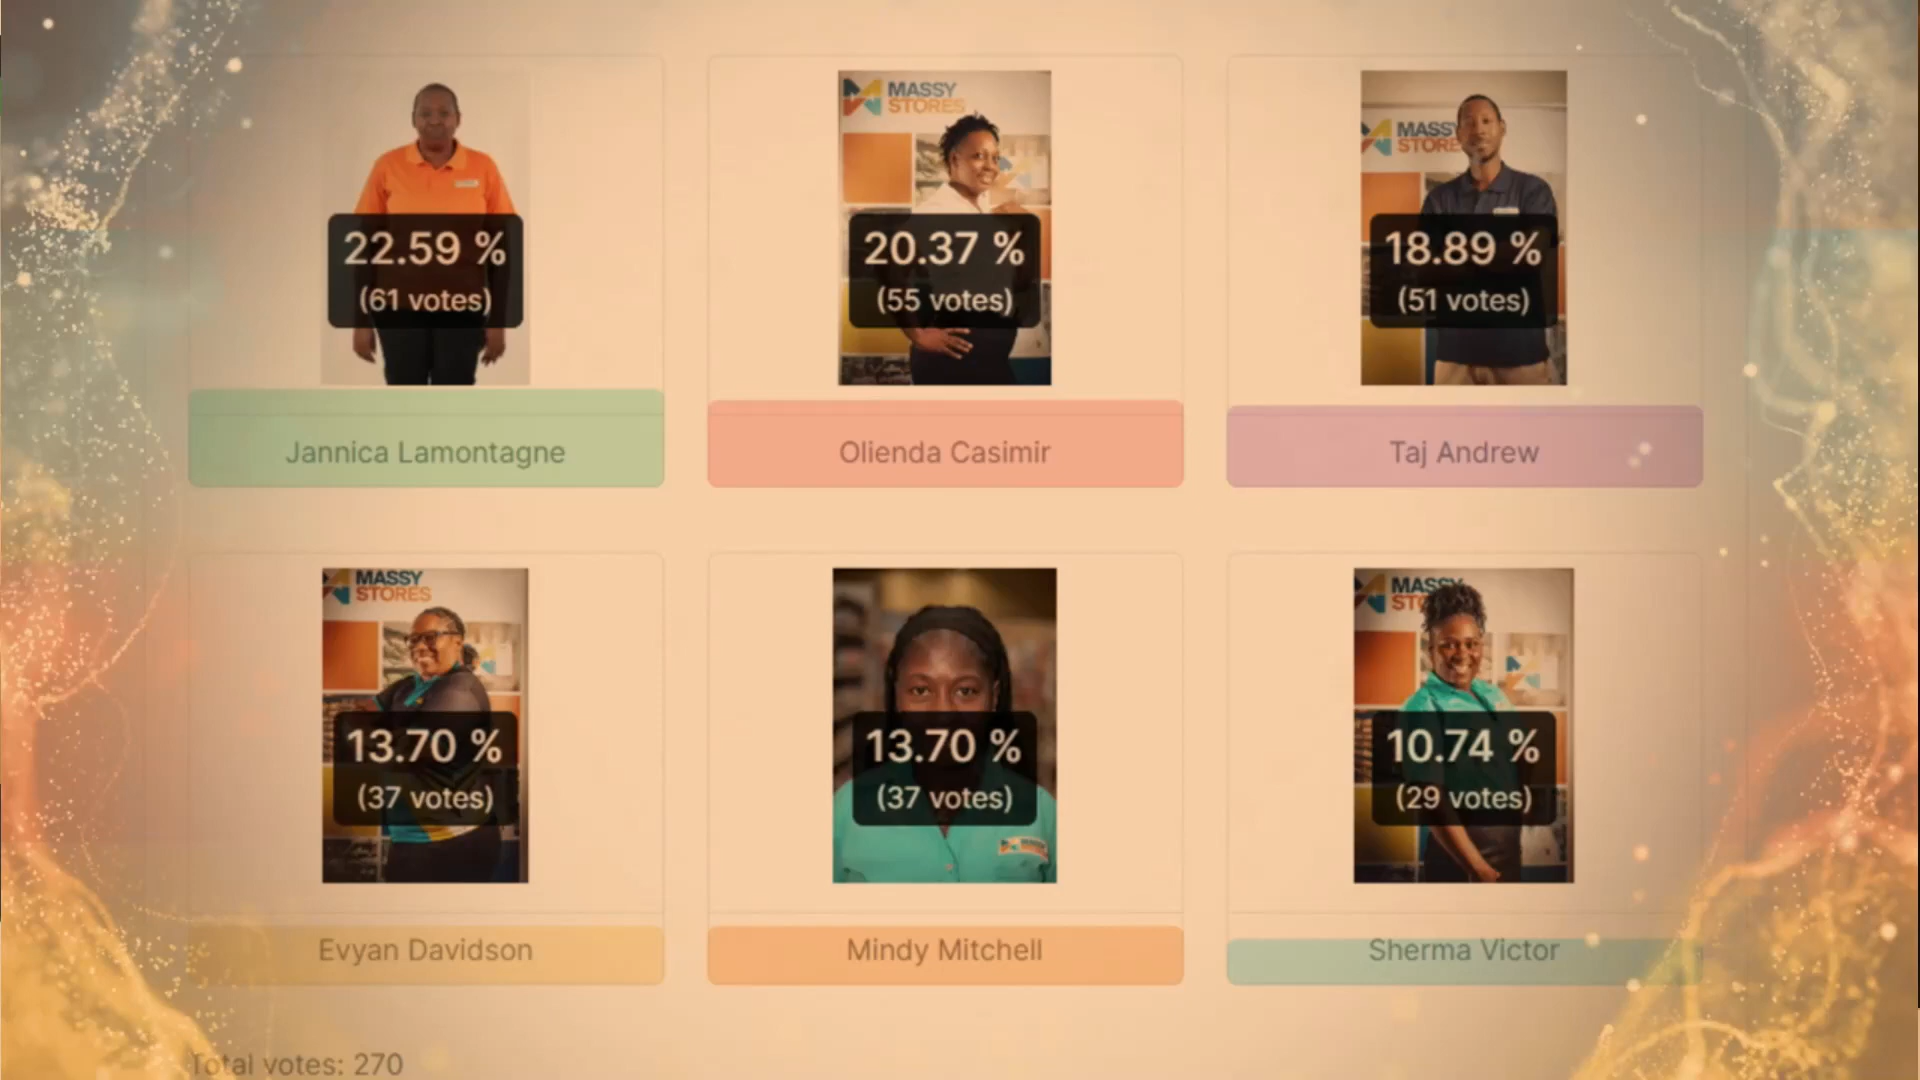 MASSY
STORES
MASS
STORE
22.59 %
(61 votes)
20.37 %
(55 votes)
18.89 %
(51 votes)
Jannica Lamontagne
Olienda Casimir
Taj Andrew
MASSY
STORES
MASSY
13.70 %
(37 votes)
13.70 %
(37 votes)
10.74 %
(29 votes)
Evyan Davidson
Mindy Mitchell
Sherma Victor
Total votes: 270